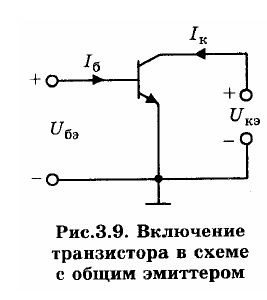 Iб
Iк
+
+
Uбэ
Uкэ
−
−
Рис.3.9. Включение
транзистора в схеме
с общим эмиттером